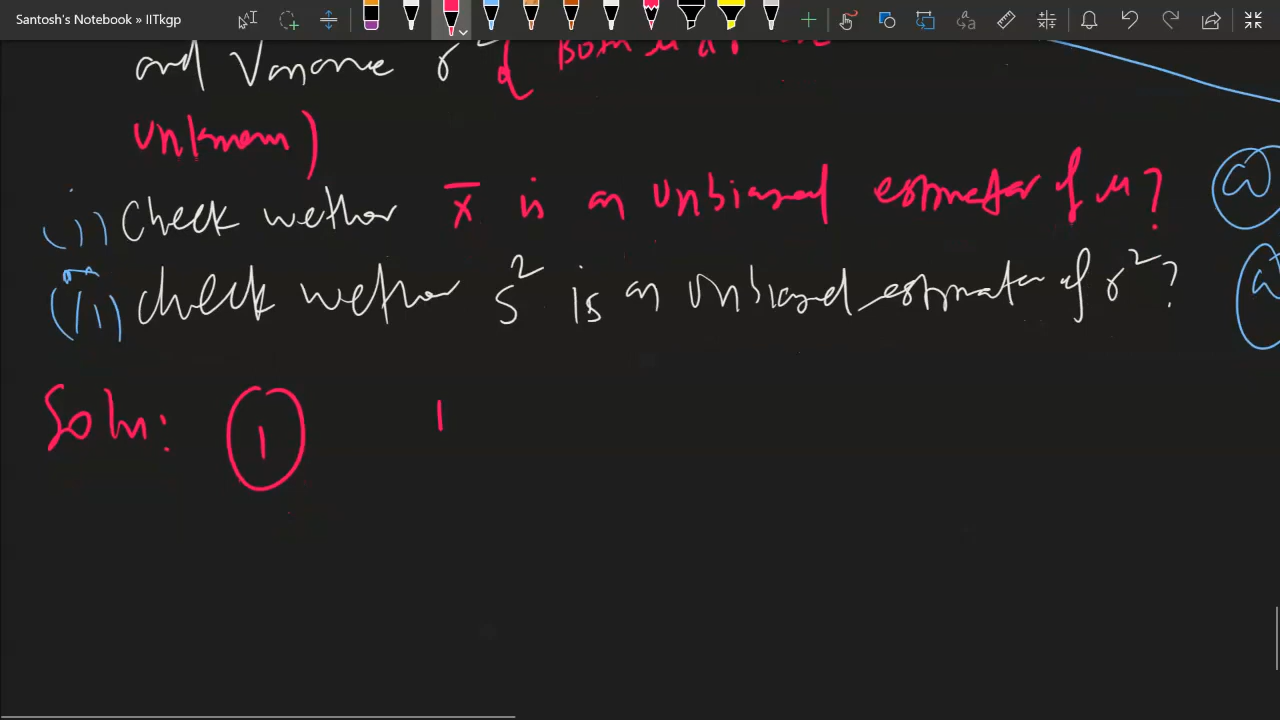 Santosh's Notebook » IITkgp
and Variance σ²
unknown)
(i) Check wether x̄ is an unbiased estimator of μ?
(ii) check wether s² is an unbiased estimator of σ²?
Soln: 1